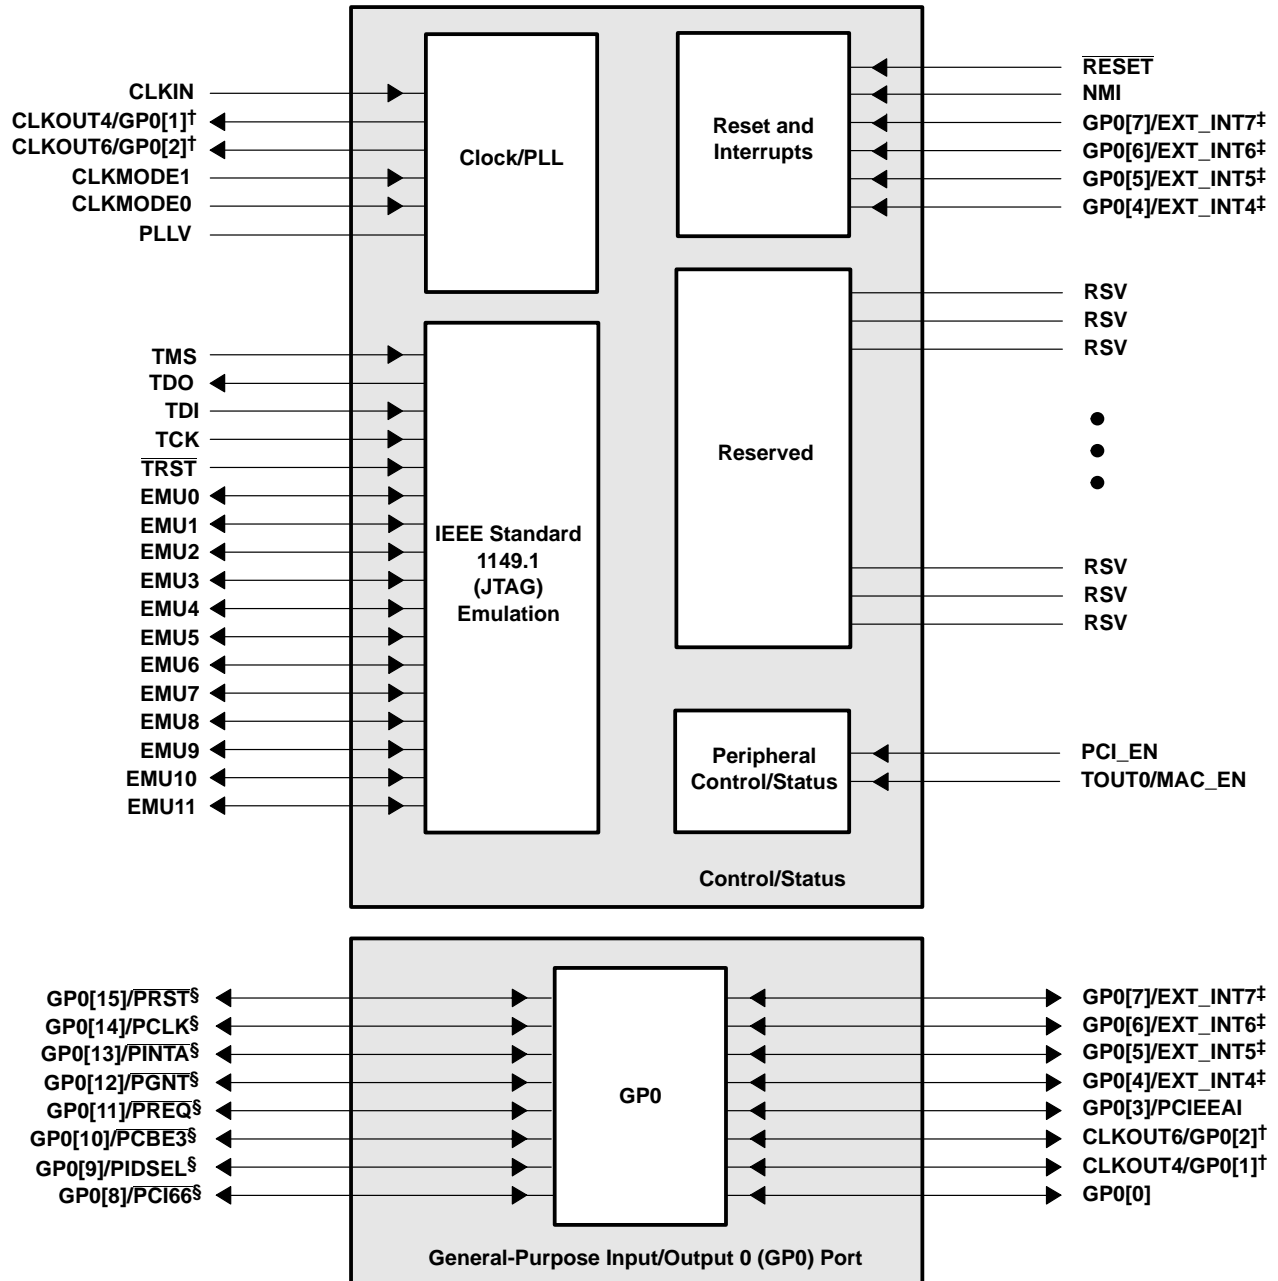 CLKIN
CLKOUT4/GP0[1]†
CLKOUT6/GP0[2]†
CLKMODE1
CLKMODE0
PLLV
Clock/PLL
Reset and
Interrupts
RESET
NMI
GP0[7]/EXT_INT7‡
GP0[6]/EXT_INT6‡
GP0[5]/EXT_INT5‡
GP0[4]/EXT_INT4‡
TMS
TDO
TDI
TCK
TRST
EMU0
EMU1
EMU2
EMU3
EMU4
EMU5
EMU6
EMU7
EMU8
EMU9
EMU10
EMU11
IEEE Standard
1149.1
(JTAG)
Emulation
Reserved
RSV
RSV
RSV
RSV
RSV
RSV
Peripheral
Control/Status
PCI_EN
TOUT0/MAC_EN
Control/Status
GP0[15]/PRST§
GP0[14]/PCLK§
GP0[13]/PINTA§
GP0[12]/PGNT§
GP0[11]/PREQ§
GP0[10]/PCBE3§
GP0[9]/PIDSEL§
GP0[8]/PCI66§
GP0
GP0[7]/EXT_INT7‡
GP0[6]/EXT_INT6‡
GP0[5]/EXT_INT5‡
GP0[4]/EXT_INT4‡
GP0[3]/PCIEEAI
CLKOUT6/GP0[2]†
CLKOUT4/GP0[1]†
GP0[0]
General-Purpose Input/Output 0 (GP0) Port